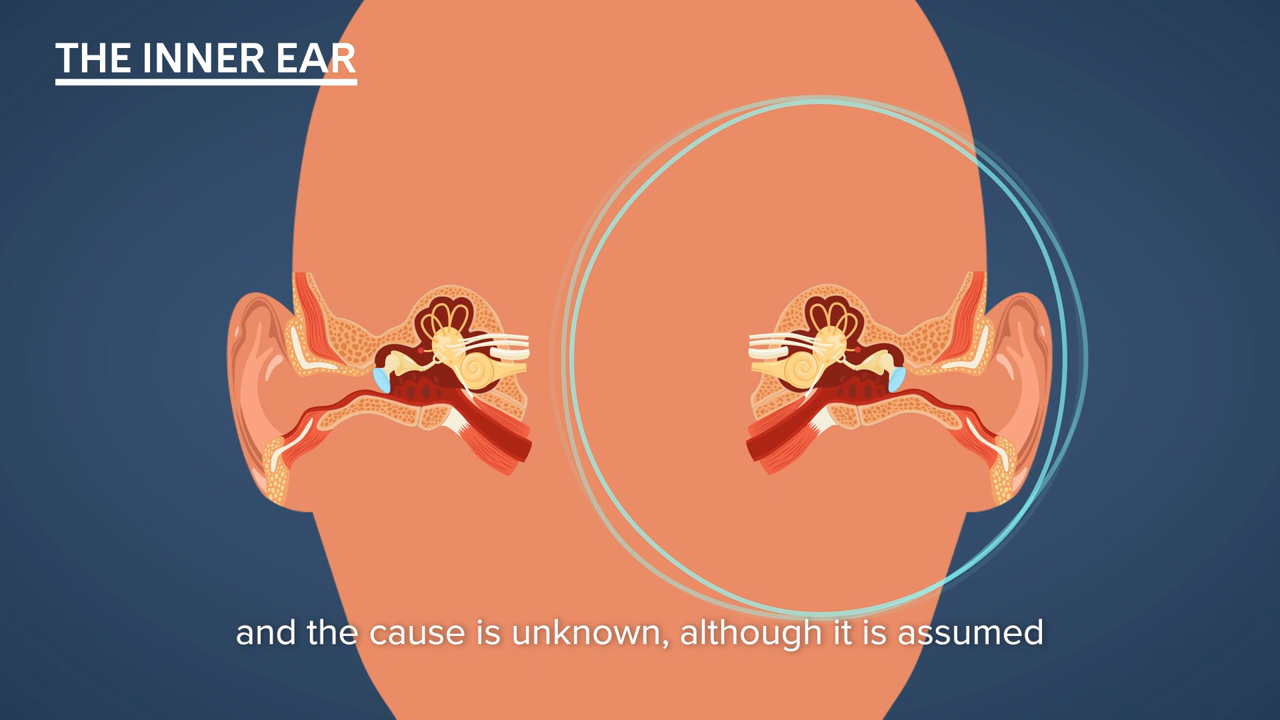 THE INNER EAR
and the cause is unknown, although it is assumed